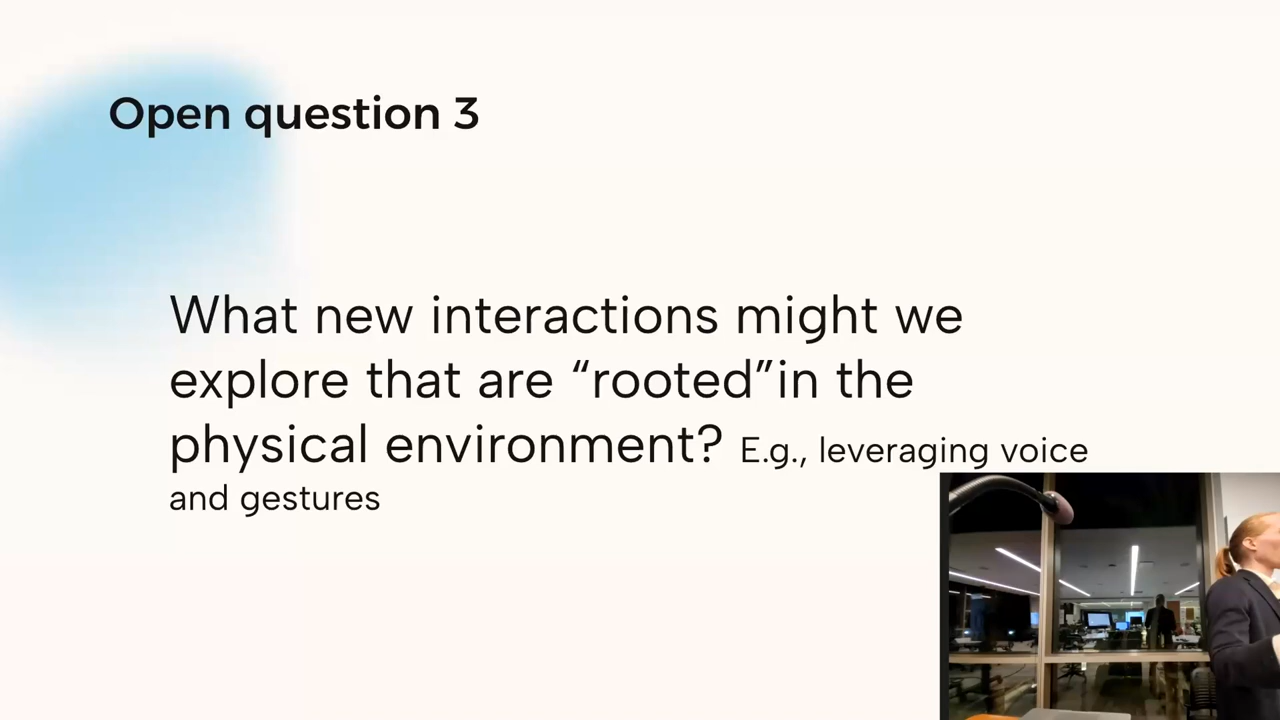 Open question 3
What new interactions might we
explore that are “rooted”in the
physical environment? E.g., leveraging voice
and gestures